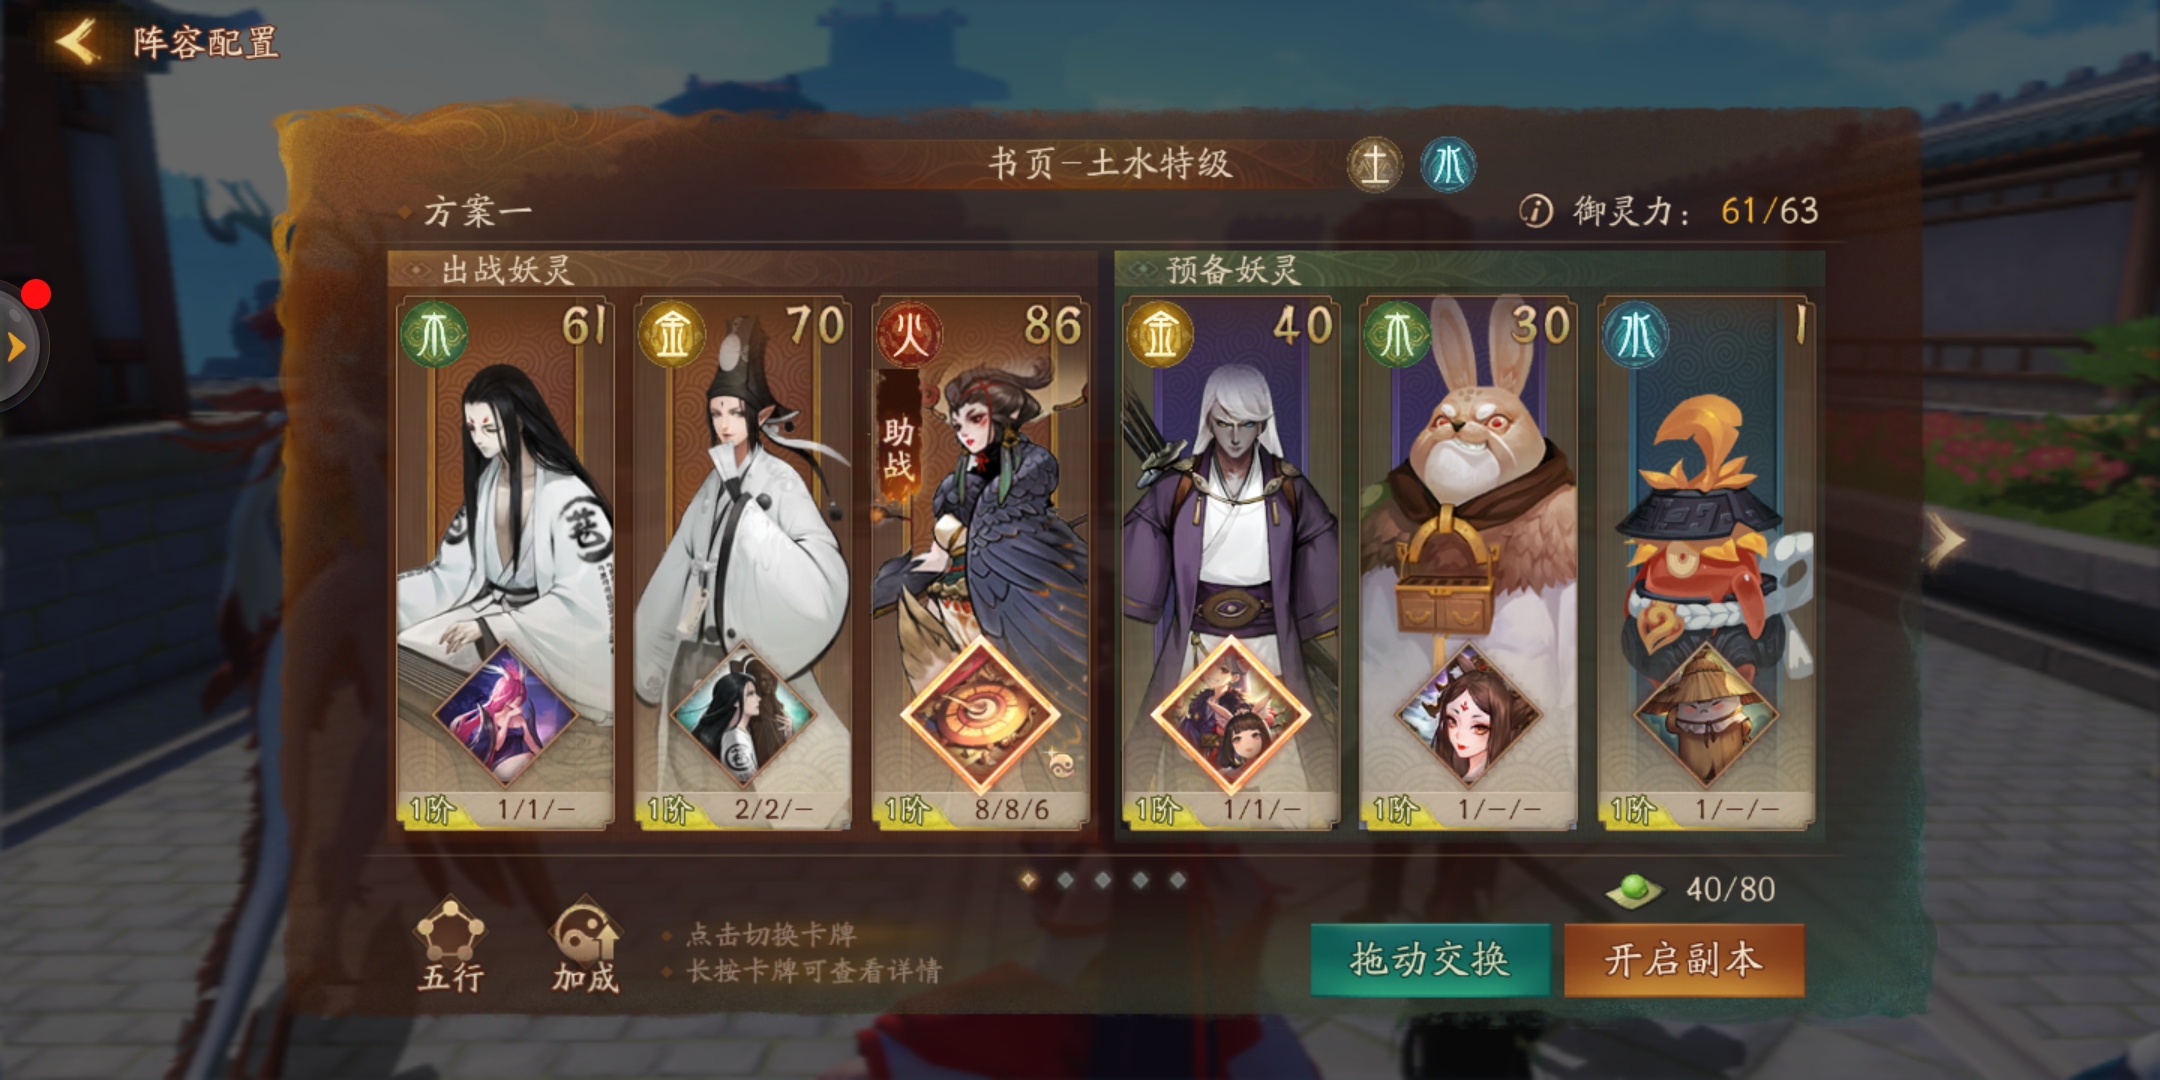 阵容配置
书页-土水特级 土 水
方案一
御灵力： 61/63
出战妖灵
预备妖灵
木 61
金 70
火 86
金 40
木 30
水 1
助战
巷
1阶 1/1/-
1阶 2/2/-
1阶 8/8/6
1阶 1/1/-
1阶 1/-/-
1阶 1/-/-
40/80
五行
加成
点击切换卡牌
长按卡牌可查看详情
拖动交换
开启副本